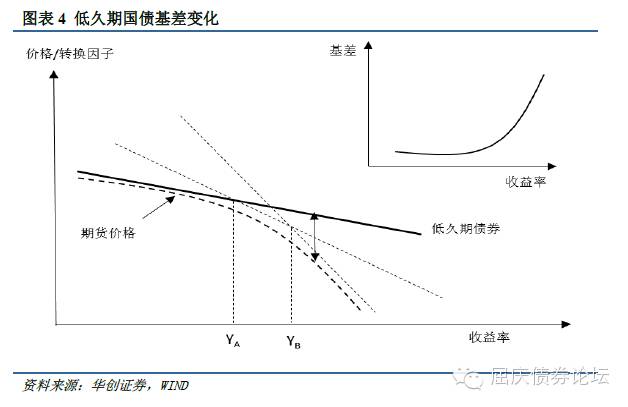 图表 4 低久期国债基差变化
价格/转换因子
基差
收益率
期货价格
低久期债券
收益率
YA
YB
资料来源：华创证券，WIND
屈庆债券论坛